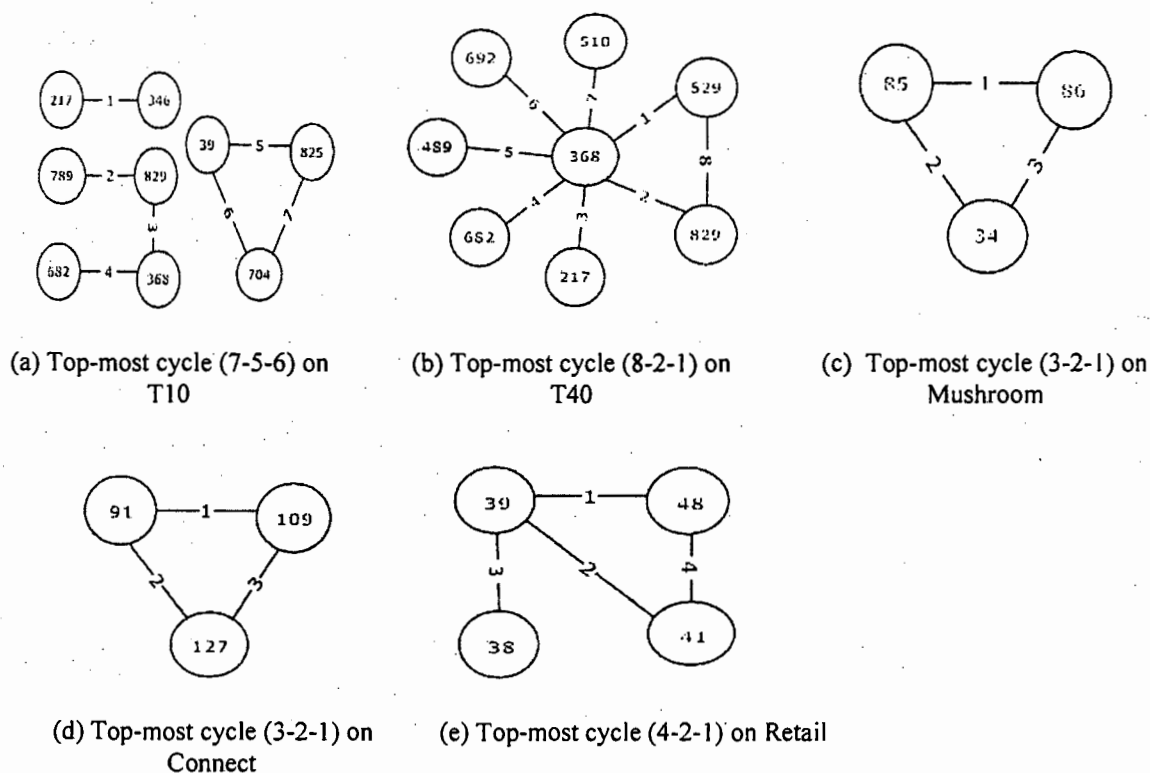 217 1 346
789 2 829
3
682 4 368
39 5 825
6 7
704
692
510
529
489
368
682
217
829
6 7 1
5 8
4 3 2
85 1 86
2 3
34
(a) Top-most cycle (7-5-6) on
T10
(b) Top-most cycle (8-2-1) on
T40
(c) Top-most cycle (3-2-1) on
Mushroom
91 1 109
2 3
127
39 1 48
3 2 4
38 41
(d) Top-most cycle (3-2-1) on
Connect
(e) Top-most cycle (4-2-1) on Retail